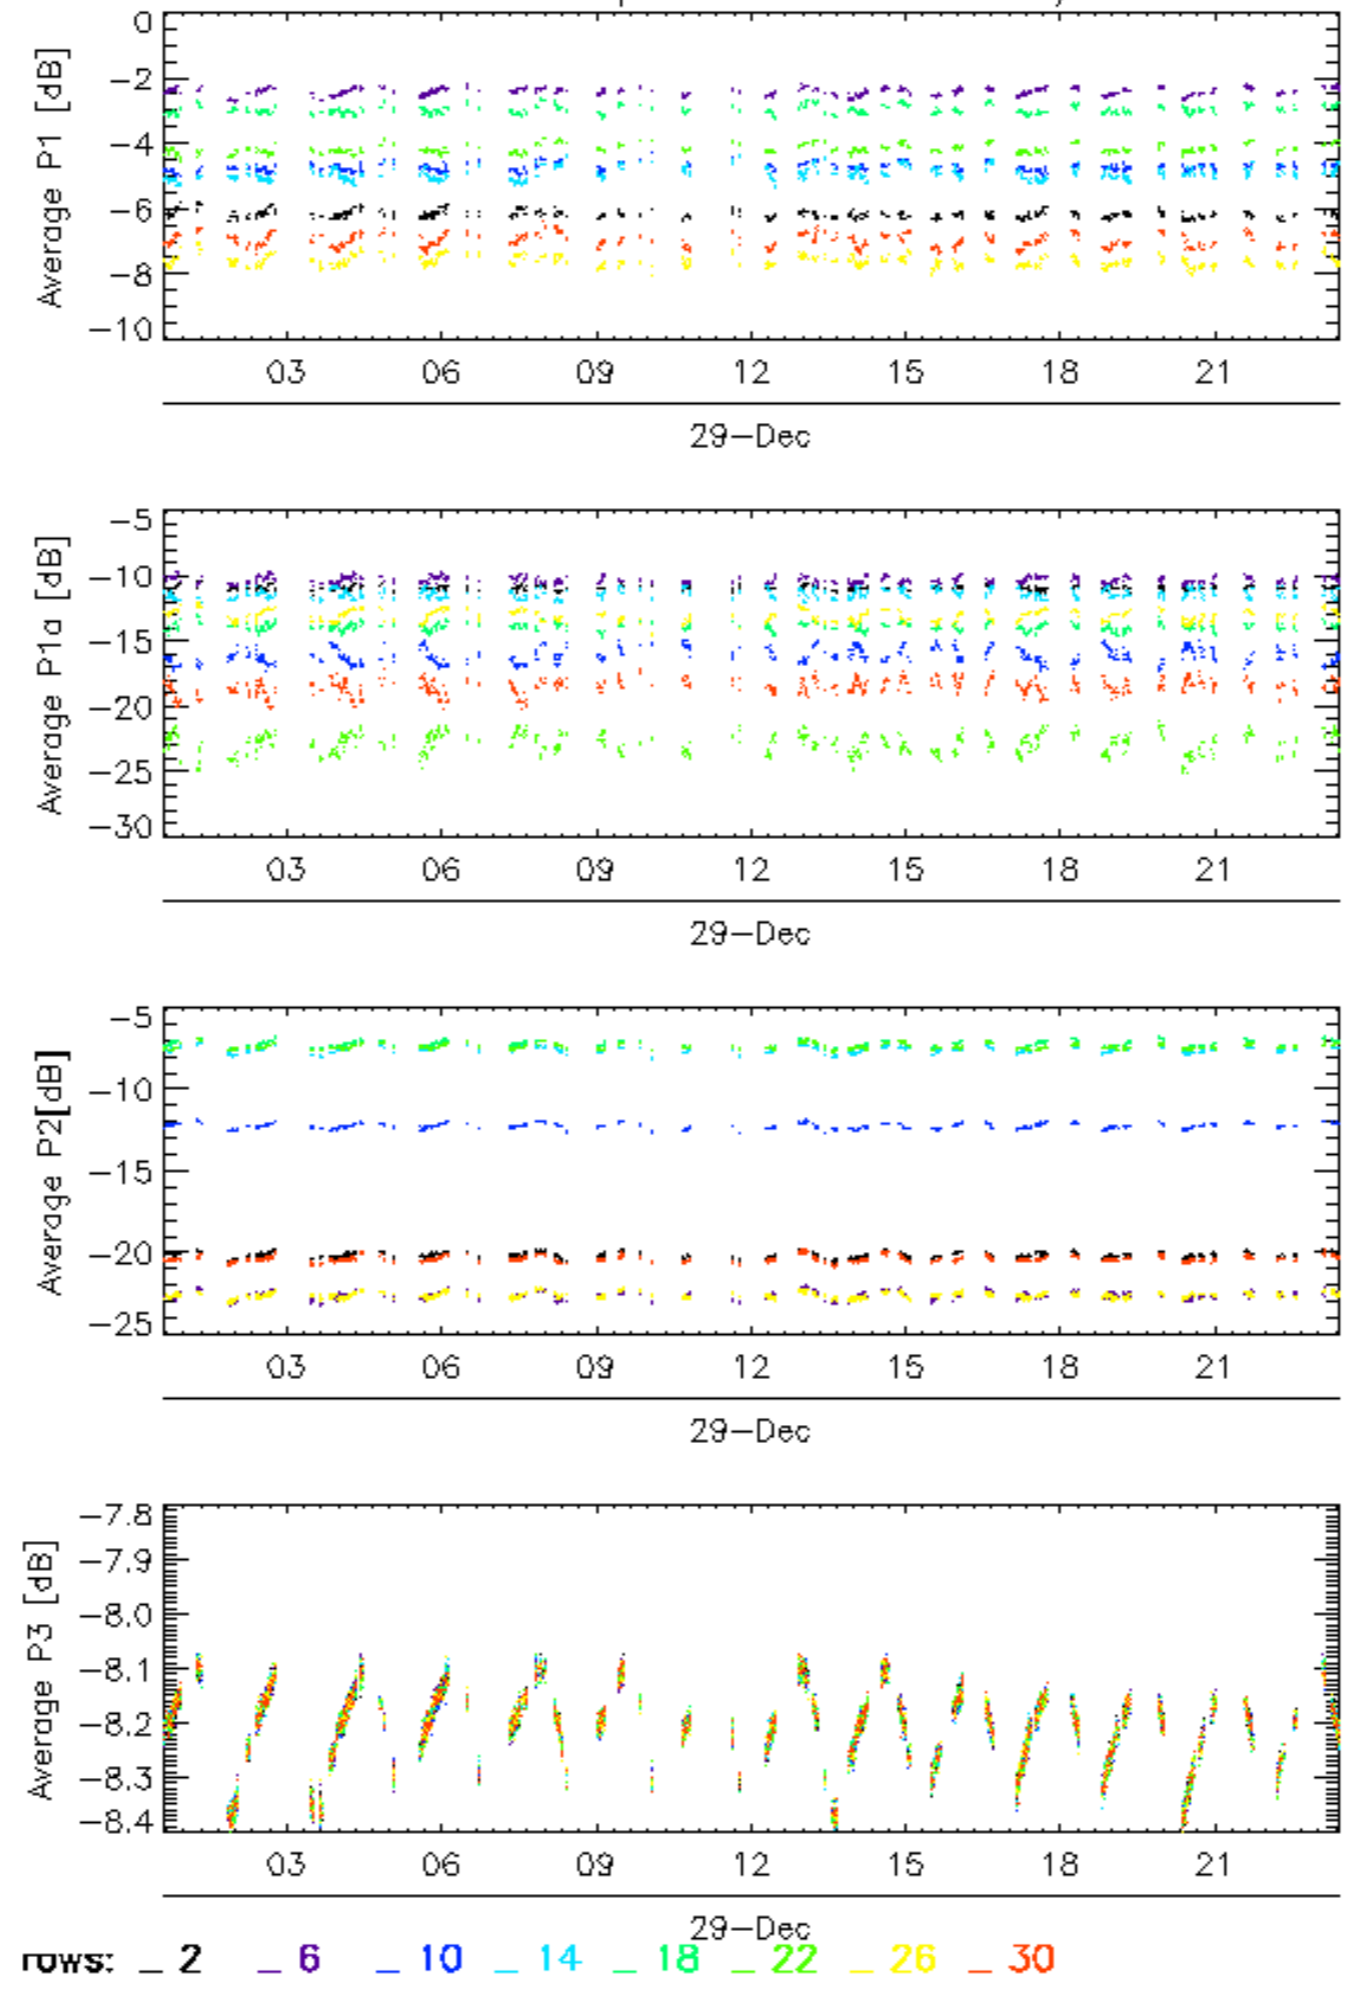 0
−2
−4
−6
−8
−10
Average P1 [dB]
03 06 09 12 15 18 21
29−Dec
−5
−10
−15
−20
−25
−30
Average P1a [dB]
03 06 09 12 15 18 21
29−Dec
−5
−10
−15
−20
−25
Average P2[dB]
03 06 09 12 15 18 21
29−Dec
−7.8
−7.9
−8.0
−8.1
−8.2
−8.3
−8.4
Average P3 [dB]
03 06 09 12 15 18 21
29−Dec
rows: _ 2 _ 6 _ 10 _ 14 _ 18 _ 22 _ 26 _ 30